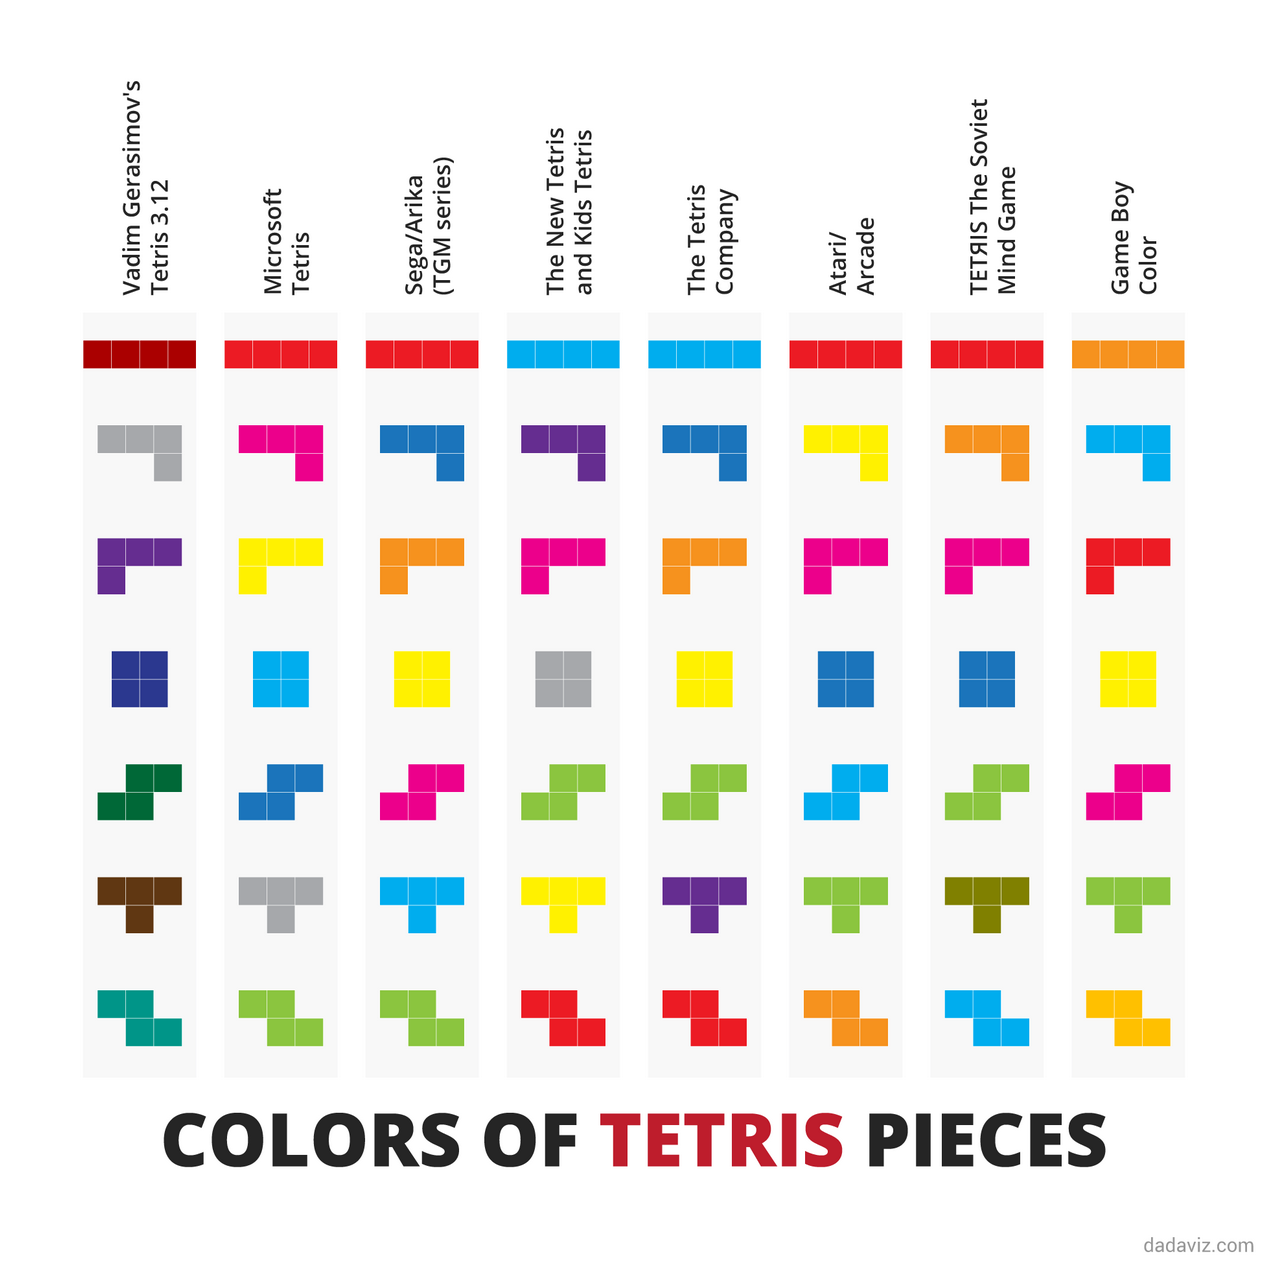 Vadim Gerasimov's
Tetris 3.12
Microsoft
Tetris
Sega/Arika
(TGM series)
The New Tetris
and Kids Tetris
The Tetris
Company
Atari/
Arcade
TETЯIS The Soviet
Mind Game
Game Boy
Color
COLORS OF TETRIS PIECES
dadaviz.com